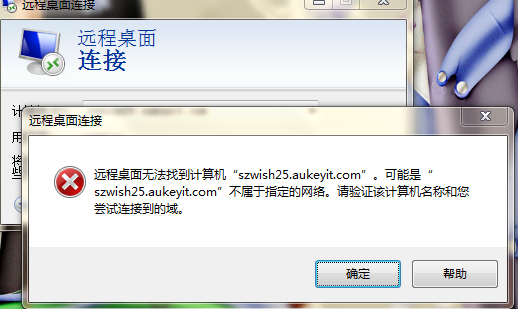 远程桌面连接
远程桌面
连接
远程桌面连接
远程桌面无法找到计算机“szwish25.aukeyit.com”。可能是“
szwish25.aukeyit.com”不属于指定的网络。请验证该计算机名称和您
尝试连接到的域。
确定
帮助